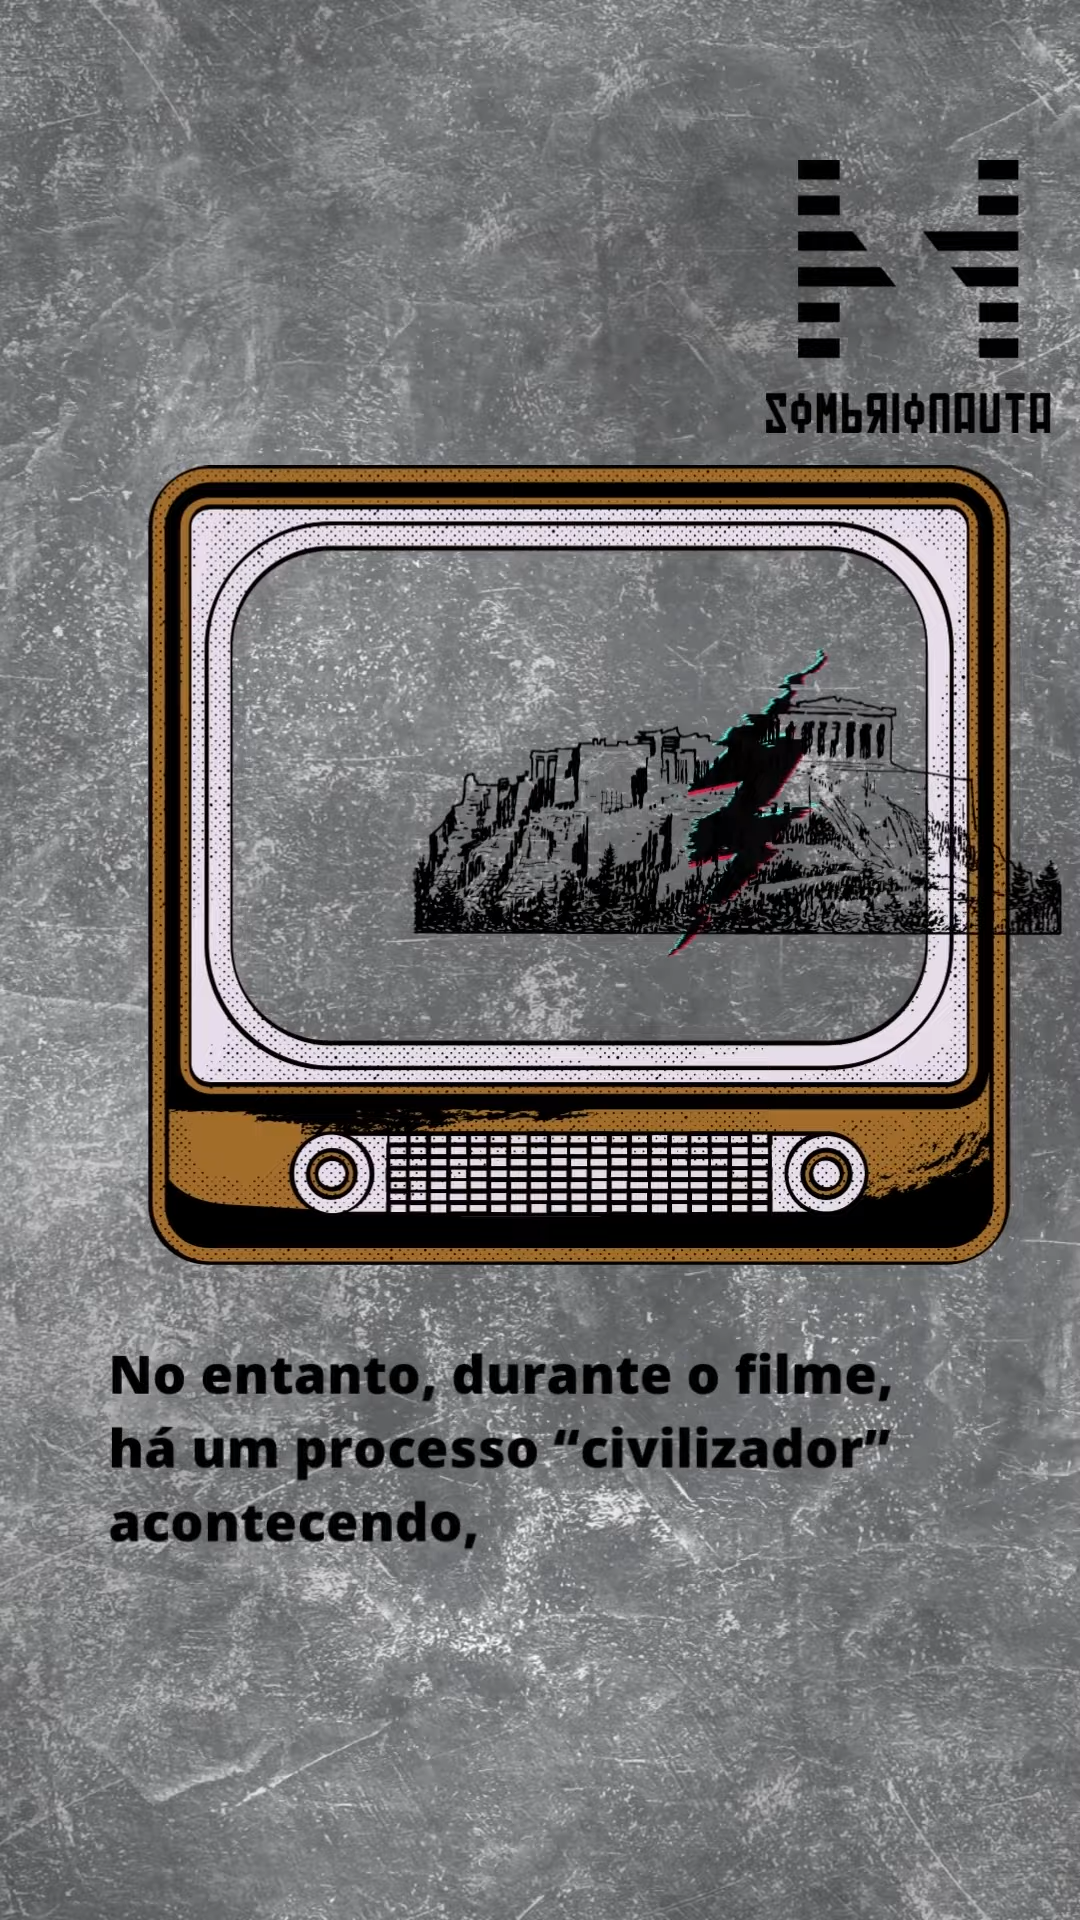 SOMBRIONAUTA
No entanto, durante o filme,
há um processo “civilizador”
acontecendo,